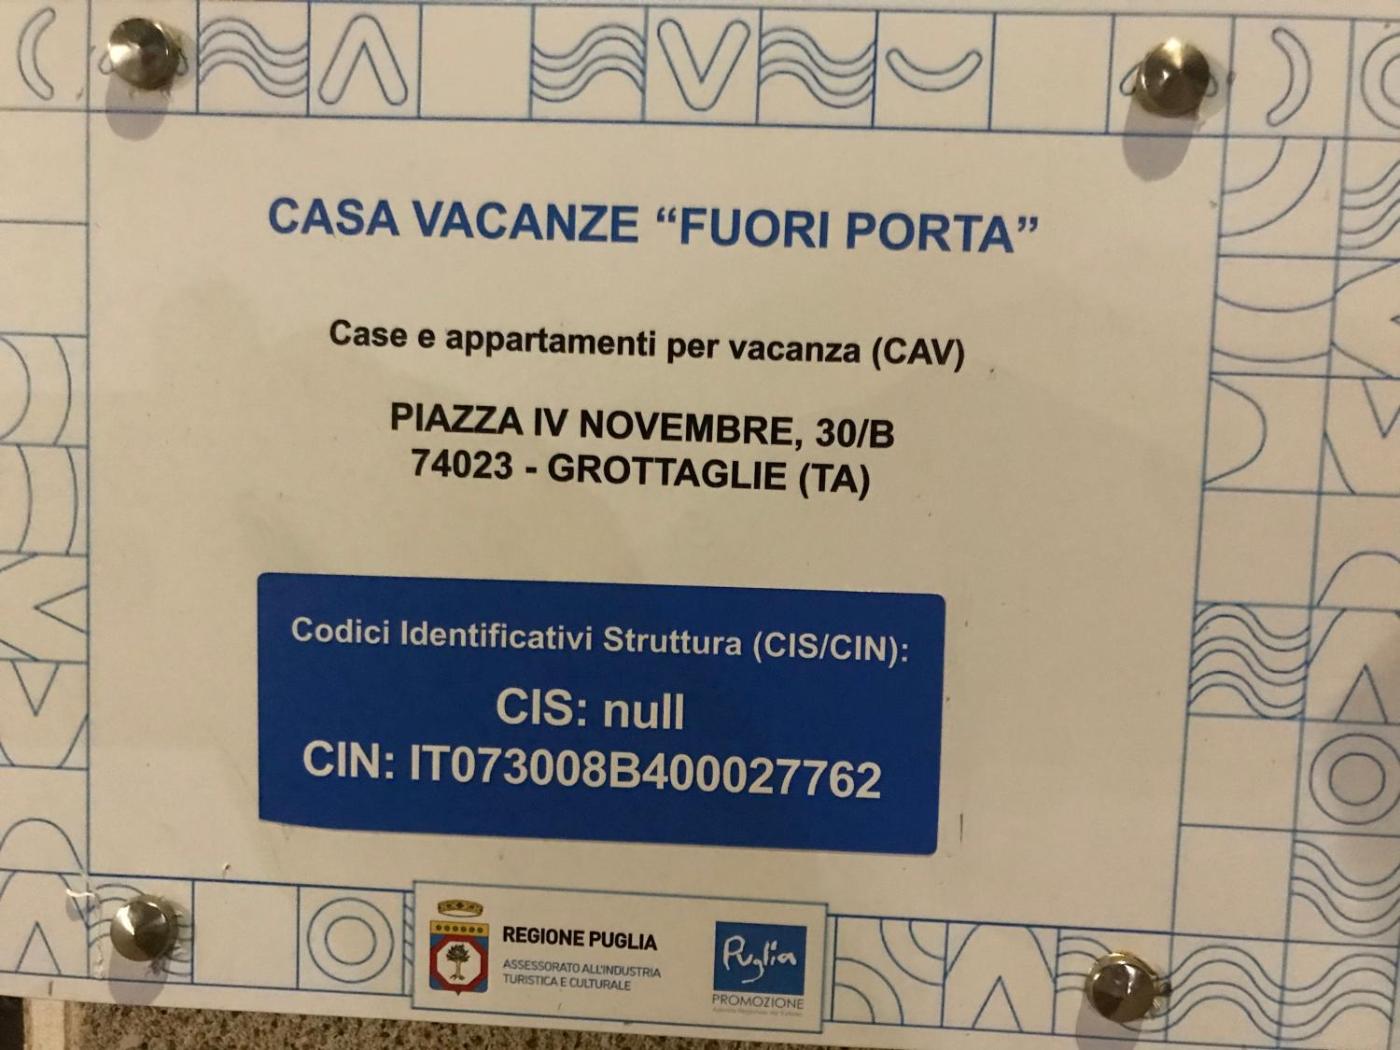 CASA VACANZE “FUORI PORTA”
Case e appartamenti per vacanza (CAV)
PIAZZA IV NOVEMBRE, 30/B
74023 - GROTTAGLIE (TA)
Codici Identificativi Struttura (CIS/CIN):
CIS: null
CIN: IT073008B400027762
REGIONE PUGLIA
ASSESSORATO ALL'INDUSTRIA
TURISTICA E CULTURALE
Puglia
PROMOZIONE